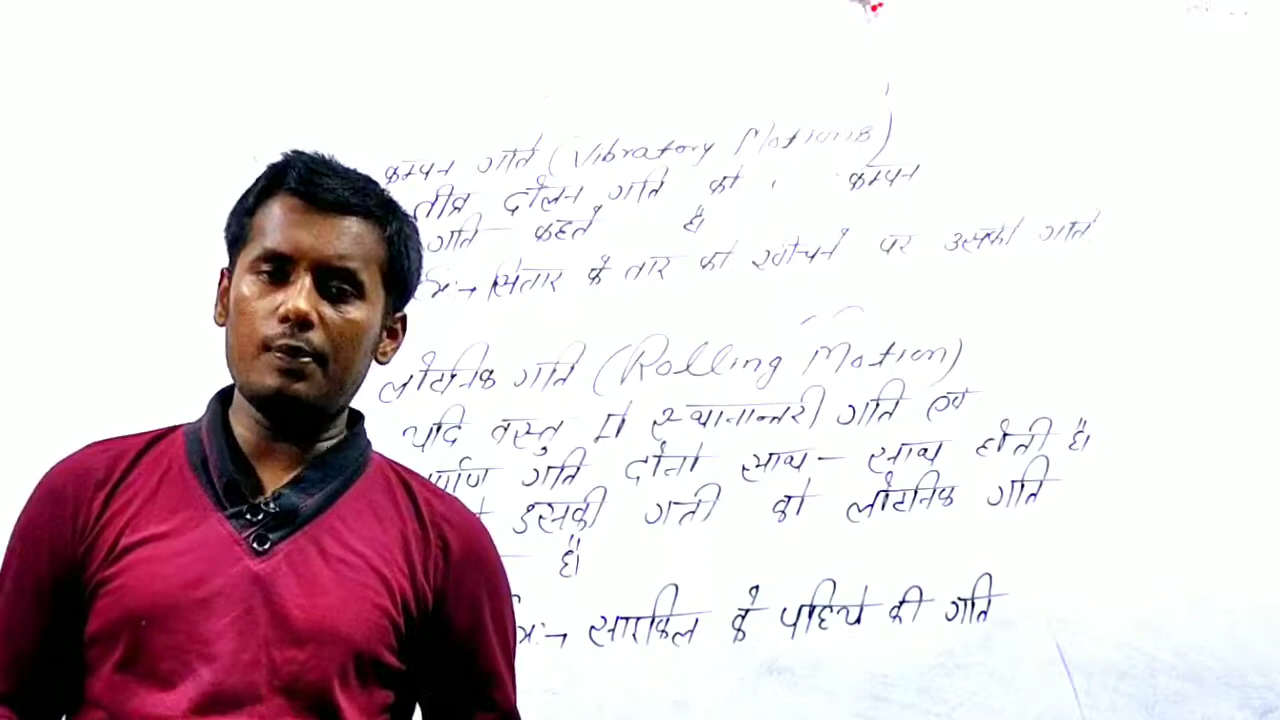 कम्पन गति (Vibratory Motions)
तीव्र दोलन गति को कम्पन
गति कहते है।
सितार के तार को खींचने पर उसकी गति
लोटनिक गति (Rolling Motion)
यदि वस्तु में स्थानान्तरी गति एवं
गति दोनो साथ - साथ होती है।
उसकी गती को लोटनिक गति
है।
साइकिल के पहिये की गति